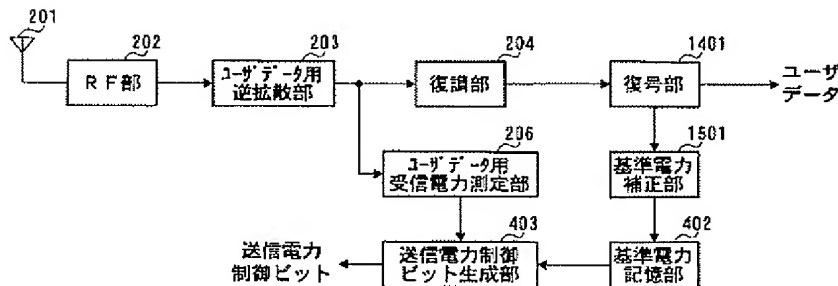 201
202
203
204
1401
RF部
ユーザデータ用
逆拡散部
復調部
復号部
ユーザ
データ
206
1501
ユーザデータ用
受信電力測定部
基準電力
補正部
403
402
送信電力
制御ビット
送信電力制御
ビット生成部
基準電力
記憶部